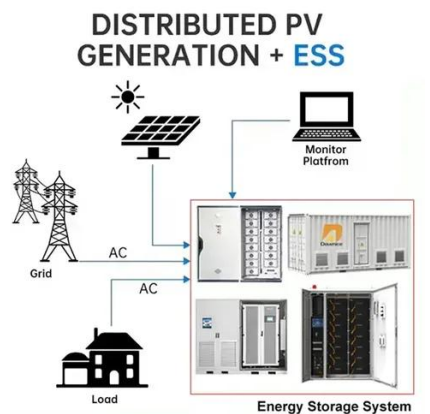 DISTRIBUTED PV
GENERATION + ESS
Monitor
Platfrom
AC
Grid
AC
Load
Energy Storage System